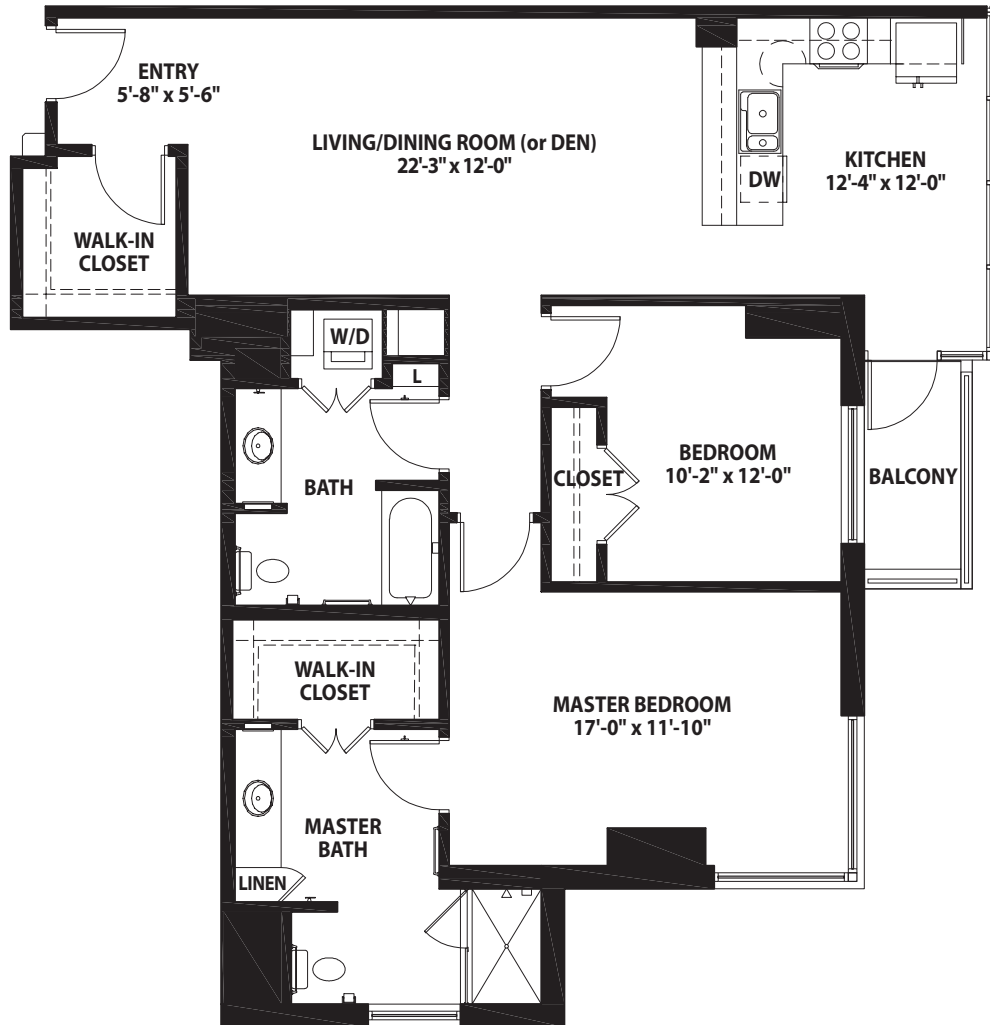 ENTRY
5'-8" x 5'-6"
LIVING/DINING ROOM (or DEN)
22'-3" x 12'-0"
KITCHEN
12'-4" x 12'-0"
DW
WALK-IN
CLOSET
W/D
L
BEDROOM
10'-2" x 12'-0"
CLOSET
BALCONY
BATH
WALK-IN
CLOSET
MASTER BEDROOM
17'-0" x 11'-10"
MASTER
BATH
LINEN